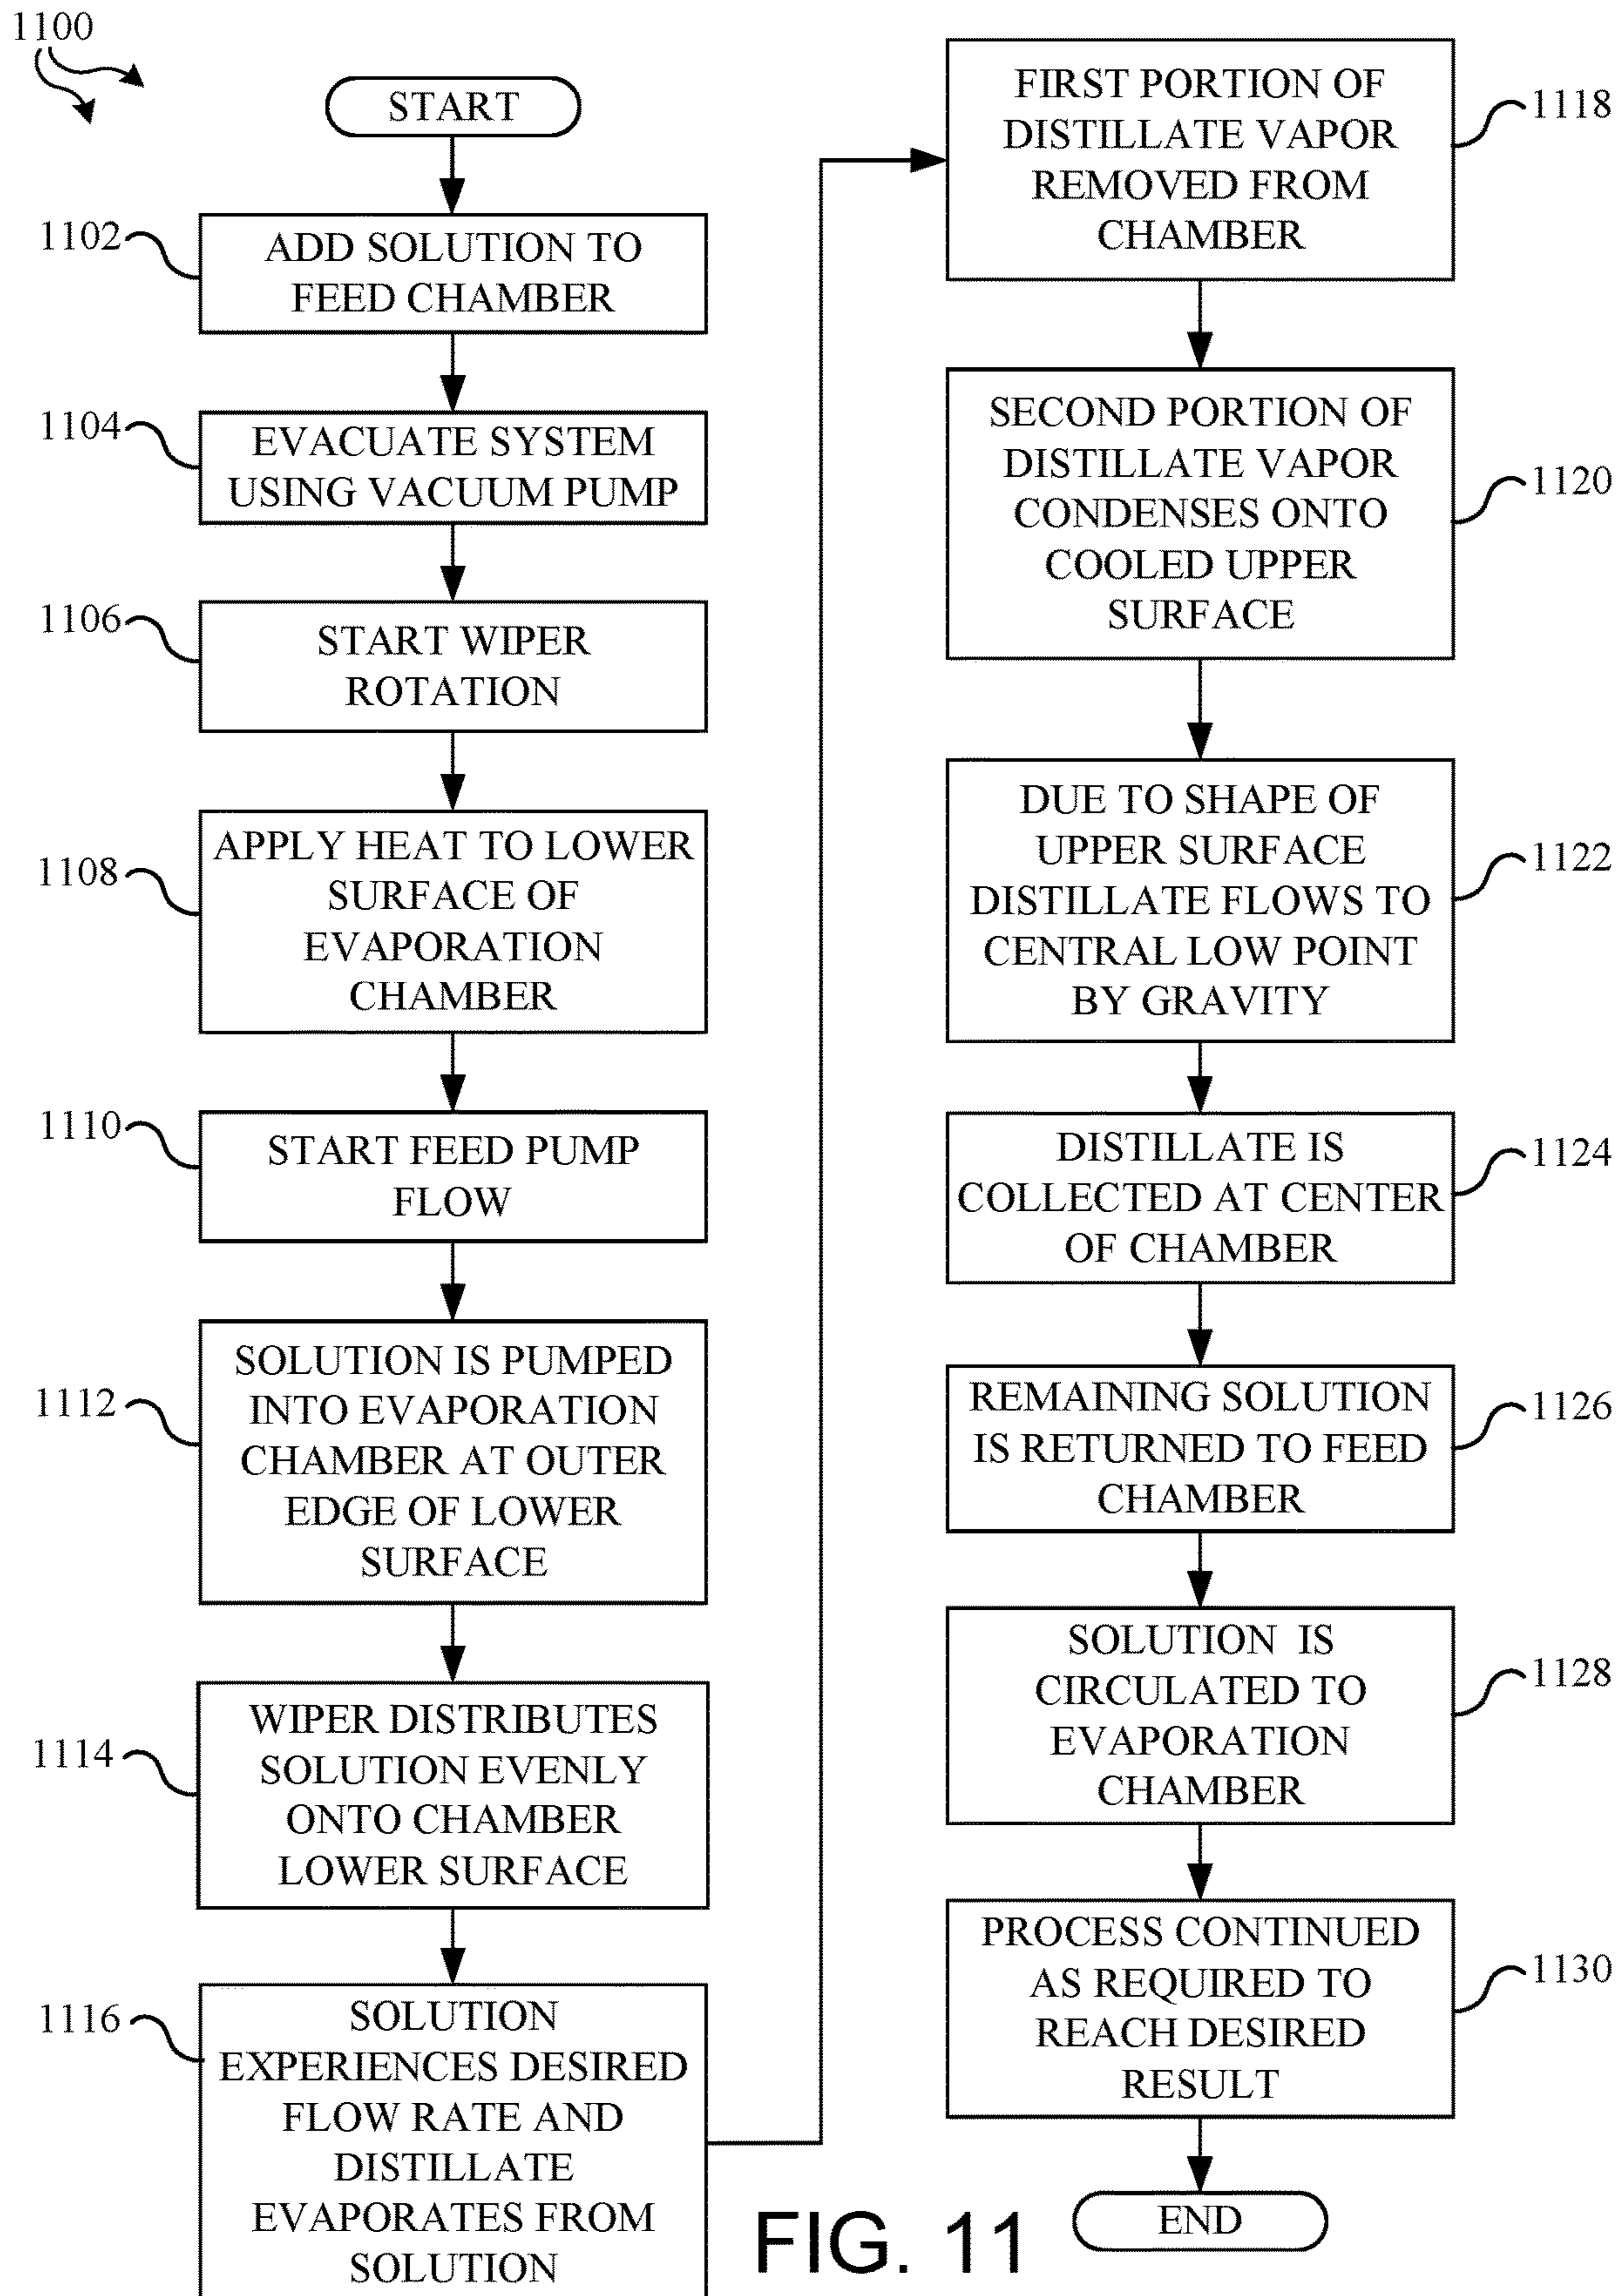 1100
START
1102
ADD SOLUTION TO
FEED CHAMBER
1104
EVACUATE SYSTEM
USING VACUUM PUMP
1106
START WIPER
ROTATION
1108
APPLY HEAT TO LOWER
SURFACE OF
EVAPORATION
CHAMBER
1110
START FEED PUMP
FLOW
1112
SOLUTION IS PUMPED
INTO EVAPORATION
CHAMBER AT OUTER
EDGE OF LOWER
SURFACE
1114
WIPER DISTRIBUTES
SOLUTION EVENLY
ONTO CHAMBER
LOWER SURFACE
1116
SOLUTION
EXPERIENCES DESIRED
FLOW RATE AND
DISTILLATE
EVAPORATES FROM
SOLUTION
FIRST PORTION OF
DISTILLATE VAPOR
REMOVED FROM
CHAMBER
1118
SECOND PORTION OF
DISTILLATE VAPOR
CONDENSES ONTO
COOLED UPPER
SURFACE
1120
DUE TO SHAPE OF
UPPER SURFACE
DISTILLATE FLOWS TO
CENTRAL LOW POINT
BY GRAVITY
1122
DISTILLATE IS
COLLECTED AT CENTER
OF CHAMBER
1124
REMAINING SOLUTION
IS RETURNED TO FEED
CHAMBER
1126
SOLUTION IS
CIRCULATED TO
EVAPORATION
CHAMBER
1128
PROCESS CONTINUED
AS REQUIRED TO
REACH DESIRED
RESULT
1130
END
FIG. 11